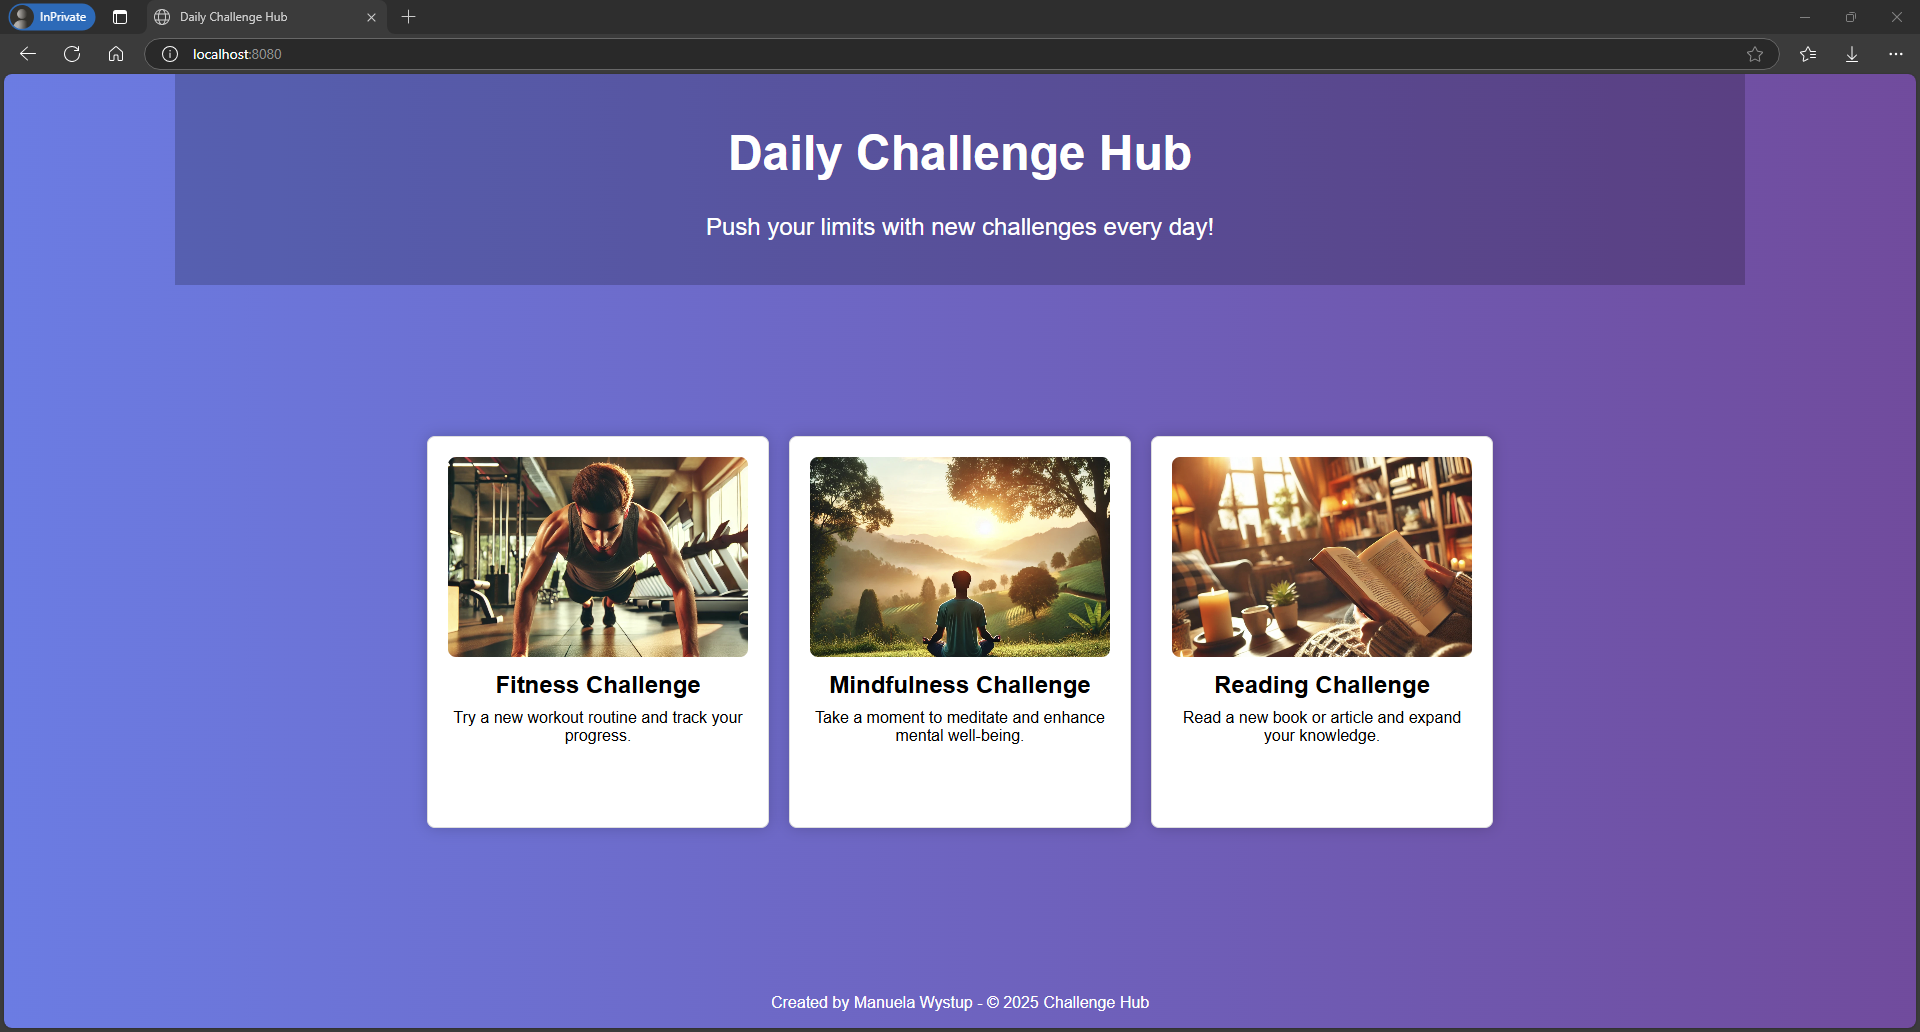 InPrivate
Daily Challenge Hub
localhost:8080
Daily Challenge Hub
Push your limits with new challenges every day!
Fitness Challenge
Try a new workout routine and track your
progress.
Mindfulness Challenge
Take a moment to meditate and enhance
mental well-being.
Reading Challenge
Read a new book or article and expand
your knowledge.
Created by Manuela Wystup - © 2025 Challenge Hub